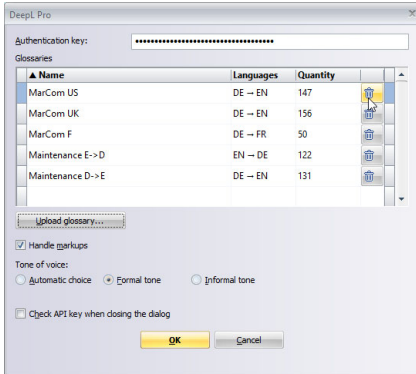 DeepL Pro
Authentication key: ••••••••••••••••••••••••••••••••••••
Glossaries
▲ Name Languages Quantity
MarCom US DE → EN 147
MarCom UK DE → EN 156
MarCom F DE → FR 50
Maintenance E->D EN → DE 122
Maintenance D->E DE → EN 131
Upload glossary...
Handle markups
Tone of voice:
Automatic choice Formal tone Informal tone
Check API key when closing the dialog
OK Cancel